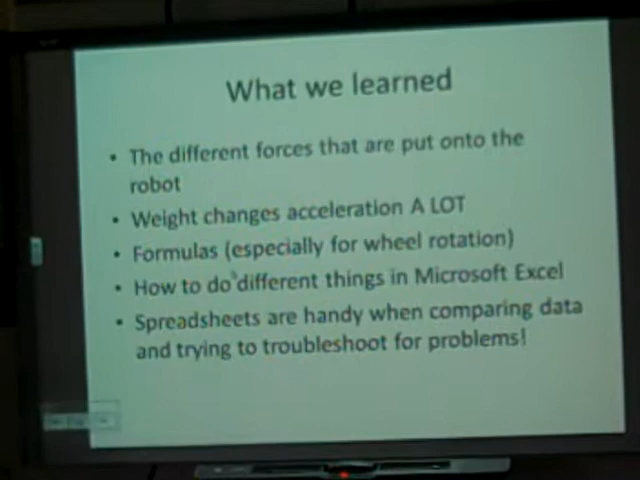 What we learned
• The different forces that are put onto the
robot
• Weight changes acceleration A LOT
• Formulas (especially for wheel rotation)
• How to do different things in Microsoft Excel
• Spreadsheets are handy when comparing data
and trying to troubleshoot for problems!